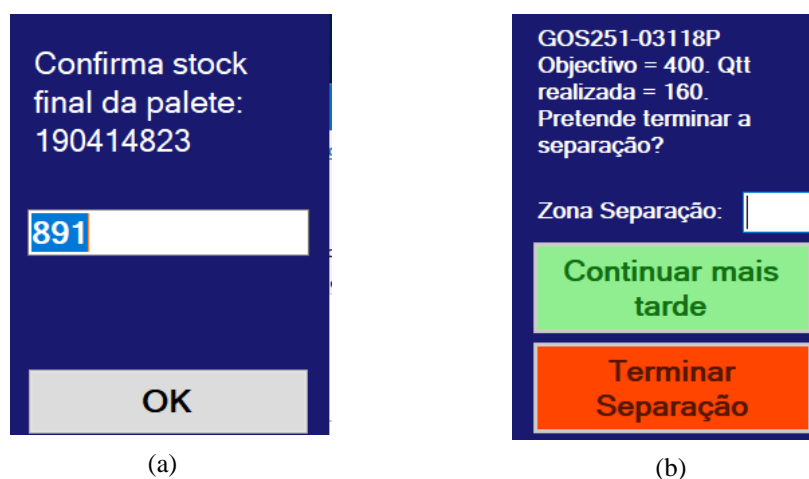 Confirma stock
final da palete:
190414823
891
OK
(a)
GOS251-03118P
Objectivo = 400. Qtt
realizada = 160.
Pretende terminar a
separação?
Zona Separação:
Continuar mais
tarde
Terminar
Separação
(b)